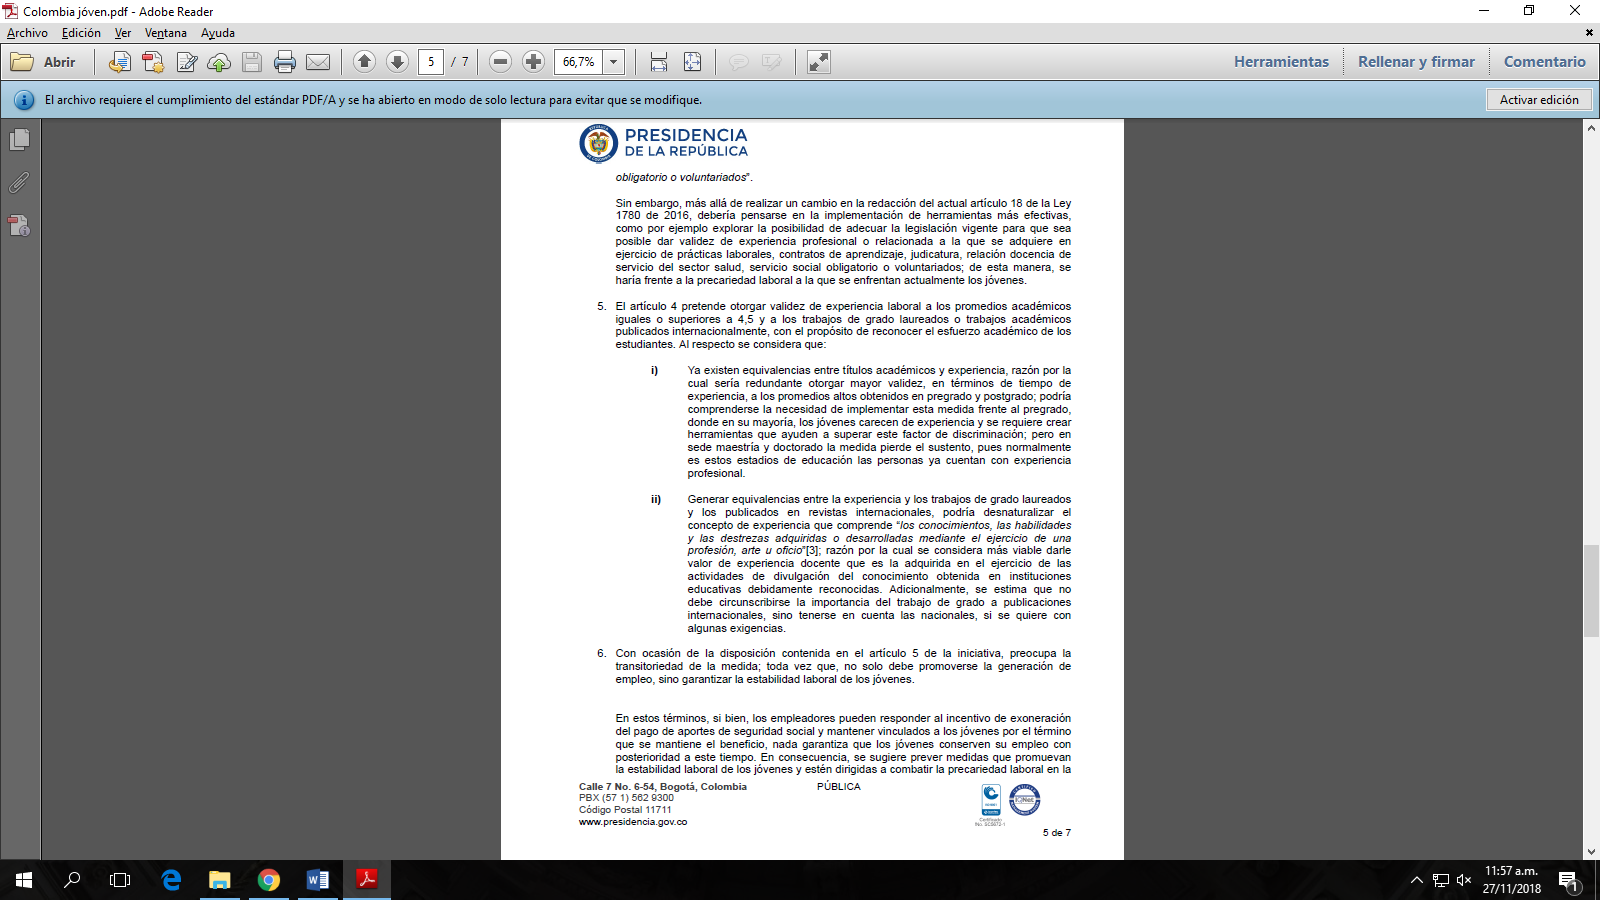 Colombia jóven.pdf - Adobe Reader
Archivo Edición Ver Ventana Ayuda
Abrir 5 / 7 66,7% Herramientas Rellenar y firmar Comentario
El archivo requiere el cumplimiento del estándar PDF/A y se ha abierto en modo de solo lectura para evitar que se modifique. Activar edición
PRESIDENCIA
DE LA REPÚBLICA
obligatorio o voluntariados".
Sin embargo, más allá de realizar un cambio en la redacción del actual artículo 18 de la Ley
1780 de 2016, debería pensarse en la implementación de herramientas más efectivas,
como por ejemplo explorar la posibilidad de adecuar la legislación vigente para que sea
posible dar validez de experiencia profesional o relacionada a la que se adquiere en
ejercicio de prácticas laborales, contratos de aprendizaje, judicatura, relación docencia de
servicio del sector salud, servicio social obligatorio o voluntariados; de esta manera, se
haría frente a la precariedad laboral a la que se enfrentan actualmente los jóvenes.
5. El artículo 4 pretende otorgar validez de experiencia laboral a los promedios académicos
iguales o superiores a 4,5 y a los trabajos de grado laureados o trabajos académicos
publicados internacionalmente, con el propósito de reconocer el esfuerzo académico de los
estudiantes. Al respecto se considera que:
i) Ya existen equivalencias entre títulos académicos y experiencia, razón por la
cual sería redundante otorgar mayor validez, en términos de tiempo de
experiencia, a los promedios altos obtenidos en pregrado y postgrado; podría
comprenderse la necesidad de implementar esta medida frente al pregrado,
donde en su mayoría, los jóvenes carecen de experiencia y se requiere crear
herramientas que ayuden a superar este factor de discriminación; pero en
sede maestría y doctorado la medida pierde el sustento, pues normalmente
es estos estadios de educación las personas ya cuentan con experiencia
profesional.
ii) Generar equivalencias entre la experiencia y los trabajos de grado laureados
y los publicados en revistas internacionales, podría desnaturalizar el
concepto de experiencia que comprende "los conocimientos, las habilidades
y las destrezas adquiridas o desarrolladas mediante el ejercicio de una
profesión, arte u oficio"[3]; razón por la cual se considera más viable darle
valor de experiencia docente que es la adquirida en el ejercicio de las
actividades de divulgación del conocimiento obtenida en instituciones
educativas debidamente reconocidas. Adicionalmente, se estima que no
debe circunscribirse la importancia del trabajo de grado a publicaciones
internacionales, sino tenerse en cuenta las nacionales, si se quiere con
algunas exigencias.
6. Con ocasión de la disposición contenida en el artículo 5 de la iniciativa, preocupa la
transitoriedad de la medida; toda vez que, no solo debe promoverse la generación de
empleo, sino garantizar la estabilidad laboral de los jóvenes.
En estos términos, si bien, los empleadores pueden responder al incentivo de exoneración
del pago de aportes de seguridad social y mantener vinculados a los jóvenes por el término
que se mantiene el beneficio, nada garantiza que los jóvenes conserven su empleo con
posterioridad a este tiempo. En consecuencia, se sugiere prever medidas que promuevan
la estabilidad laboral de los jóvenes y estén dirigidas a combatir la precariedad laboral en la
Calle 7 No. 6-54, Bogotá, Colombia PÚBLICA
PBX (57 1) 562 9300
Código Postal 11711
www.presidencia.gov.co
5 de 7
11:57 a.m.
27/11/2018
1